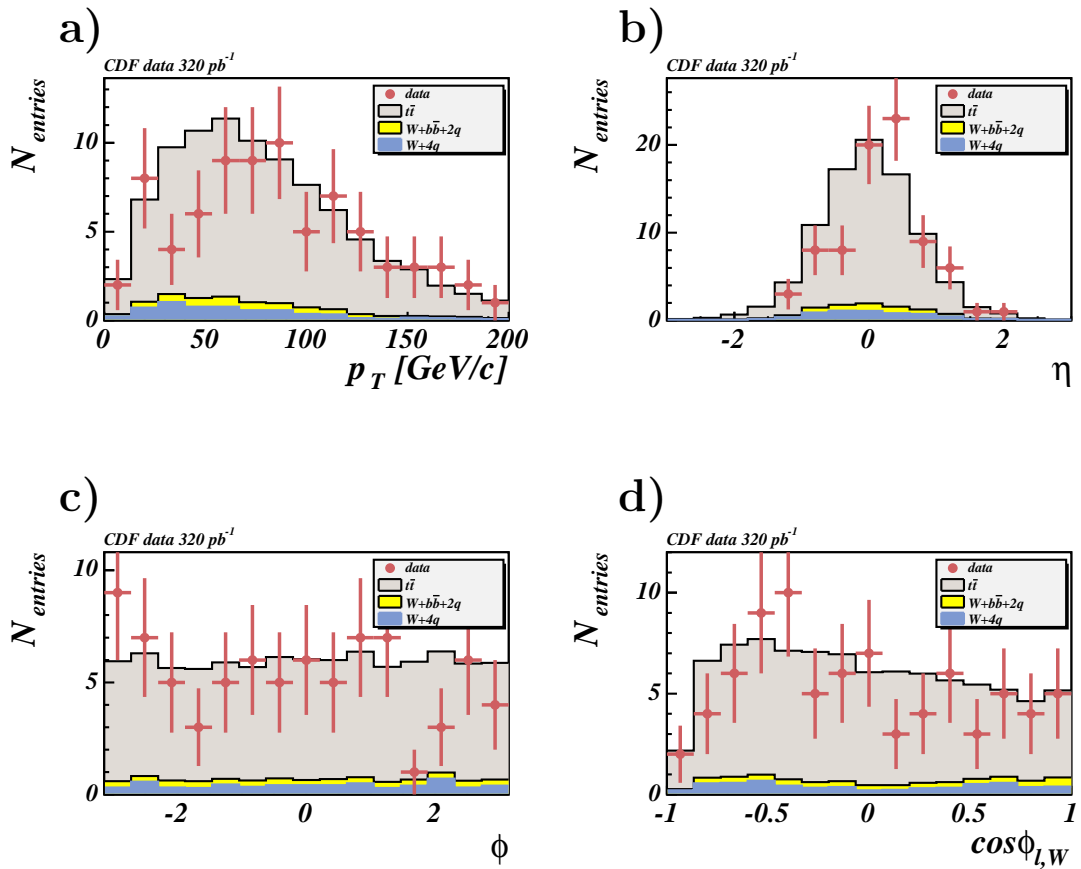 a)
CDF data 320 pb⁻¹
N entries
data
tt̄
W+bb̄+2q
W+4q
10
5
0
0 50 100 150 200
p_T [GeV/c]
b)
CDF data 320 pb⁻¹
N entries
data
tt̄
W+bb̄+2q
W+4q
20
10
0
-2 0 2
η
c)
CDF data 320 pb⁻¹
N entries
data
tt̄
W+bb̄+2q
W+4q
10
5
0
-2 0 2
ϕ
d)
CDF data 320 pb⁻¹
N entries
data
tt̄
W+bb̄+2q
W+4q
10
5
0
-1 -0.5 0 0.5 1
cosϕ_l,W